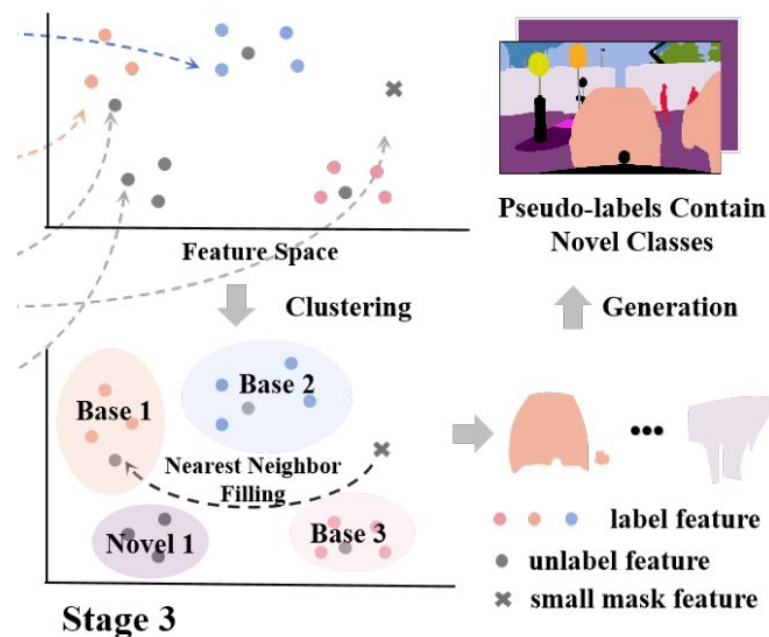 Pseudo-labels Contain
Novel Classes
Feature Space
Clustering
Generation
Base 1
Base 2
Nearest Neighbor
Filling
Novel 1
Base 3
label feature
unlabel feature
small mask feature
Stage 3